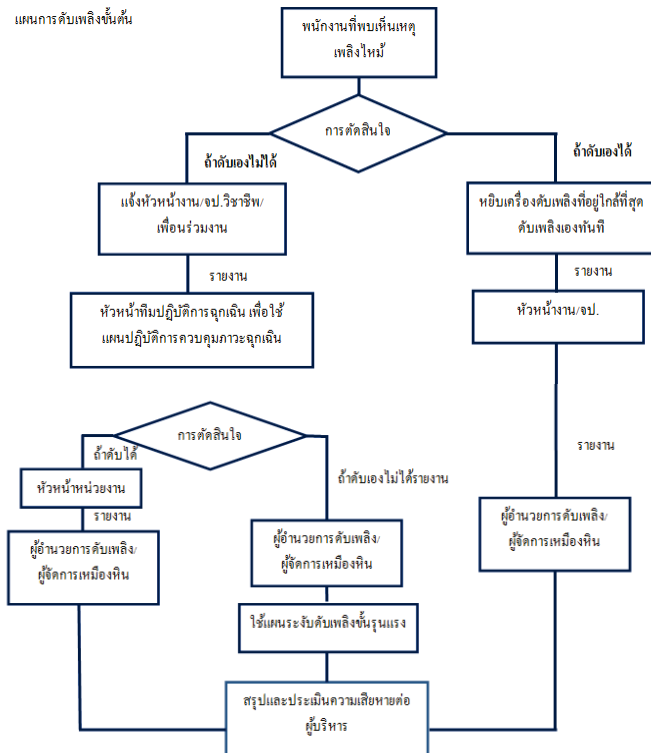 แผนการดับเพลิงขั้นต้น
พนักงานที่พบเห็นเหตุ
เพลิงไหม้
การตัดสินใจ
ถ้าดับเองไม่ได้
ถ้าดับเองได้
แจ้งหัวหน้างาน/จป.วิชาชีพ/
เพื่อนร่วมงาน
หยิบเครื่องดับเพลิงที่อยู่ใกล้ที่สุด
ดับเพลิงเองทันที
รายงาน
รายงาน
หัวหน้าทีมปฏิบัติการฉุกเฉิน เพื่อใช้
แผนปฏิบัติการควบคุมภาวะฉุกเฉิน
หัวหน้างาน/จป.
การตัดสินใจ
ถ้าดับได้
รายงาน
ถ้าดับเองไม่ได้รายงาน
หัวหน้าหน่วยงาน
รายงาน
ผู้อำนวยการดับเพลิง/
ผู้จัดการเหมืองหิน
ผู้อำนวยการดับเพลิง/
ผู้จัดการเหมืองหิน
ผู้อำนวยการดับเพลิง/
ผู้จัดการเหมืองหิน
ใช้แผนระงับดับเพลิงขั้นรุนแรง
สรุปและประเมินความเสียหายต่อ
ผู้บริหาร